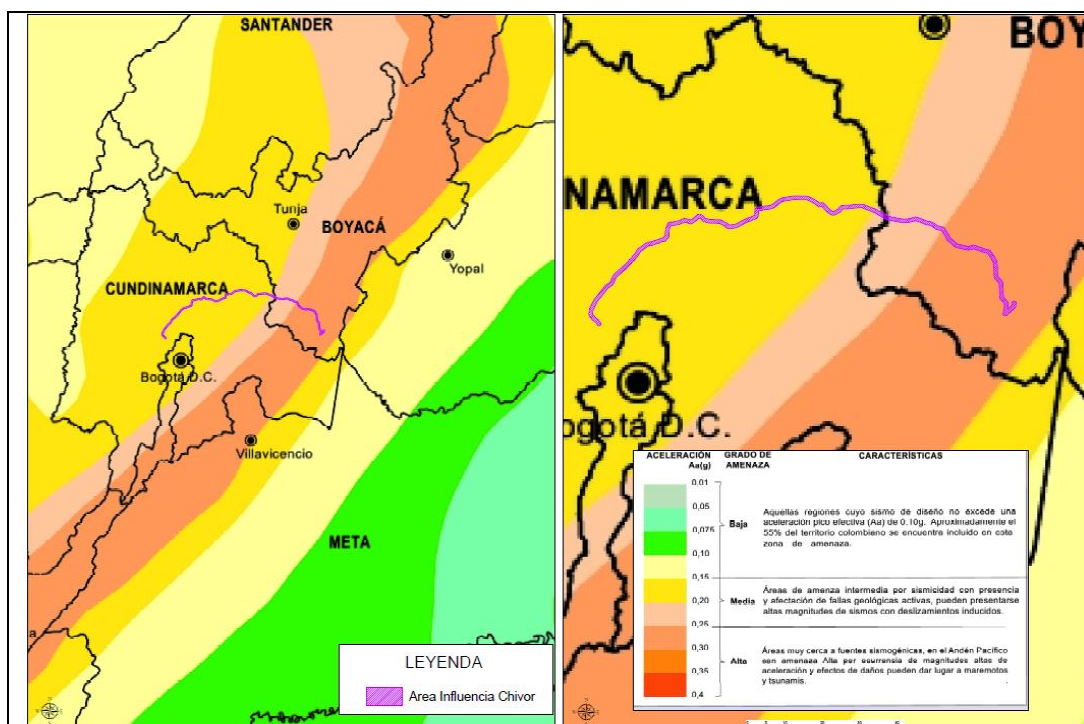 SANTANDER
Tunja
BOYACÁ
Yopal
CUNDINAMARCA
Bogotá D.C.
Villavicencio
META
LEYENDA
Area Influencia Chivor
BOY
NAMARCA
ogotá D.C.
ACELERACIÓN Aa(g)
GRADO DE AMENAZA
CARACTERÍSTICAS
0,01
0,05
0,075
0,10
0,15
0,20
0,25
0,30
0,35
0,4
Baja
Aquellas regiones cuyo sismo de diseño no excede una
aceleración pico efectiva (Aa) de 0.10g. Aproximadamente el
55% del territorio colombiano se encuentre incluido en esta
zona de amenaza.
Media
Áreas de amenza intermedia por sismicidad con presencia
y afectación de fallas geológicas activas, pueden presentarse
altas magnitudes de sismos con deslizamientos inducidos.
Alta
Áreas muy cerca a fuentes sismogénicas, en el Andén Pacífico
son amenaza Alta por ocurrencia de magnitudes altas de
aceleración y efectos de daños pueden dar lugar a maremotos
y tsunamis.